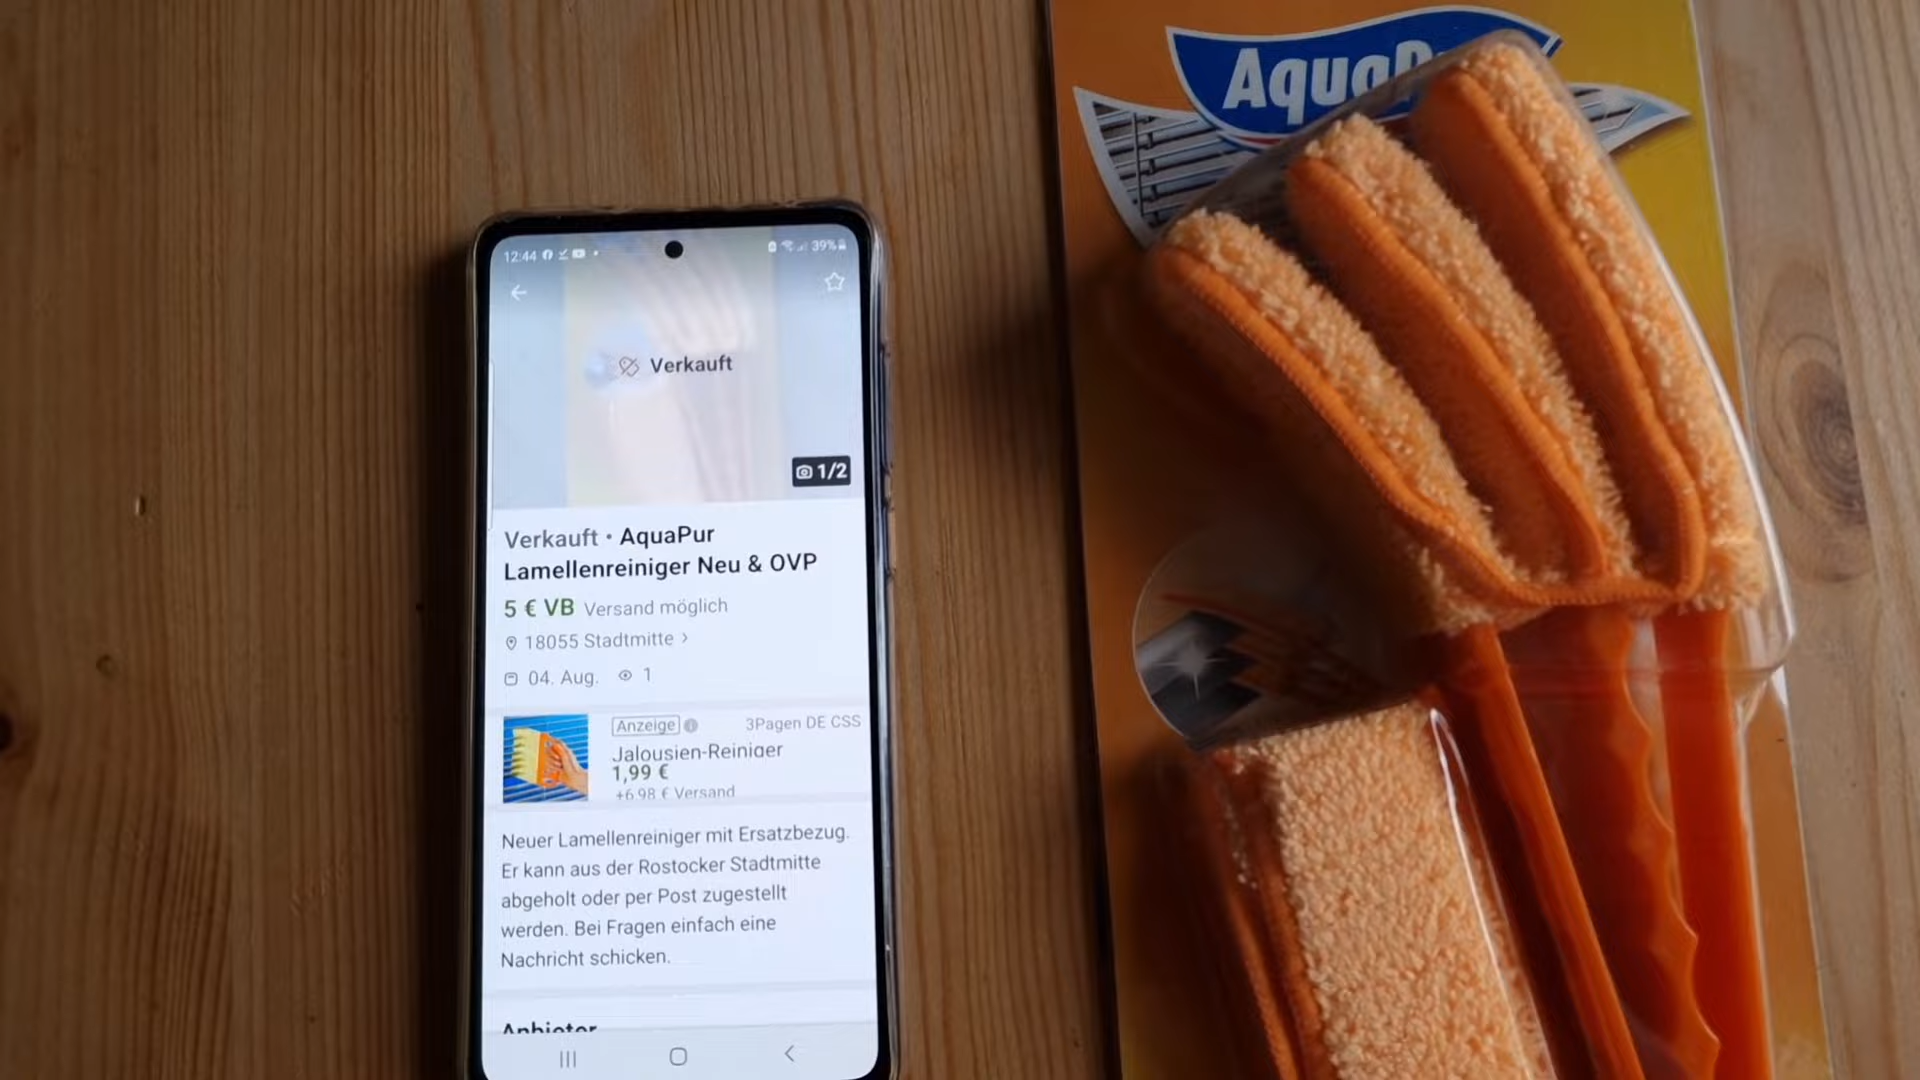 12:44
39%
Verkauft
1/2
Verkauft • AquaPur
Lamellenreiniger Neu & OVP
5 € VB Versand möglich
18055 Stadtmitte >
04. Aug. 1
Anzeige 3Pagen DE CSS
Jalousien-Reiniger
1,99 €
+6,98 € Versand
Neuer Lamellenreiniger mit Ersatzbezug.
Er kann aus der Rostocker Stadtmitte
abgeholt oder per Post zugestellt
werden. Bei Fragen einfach eine
Nachricht schicken.
Anbieter
AquaP